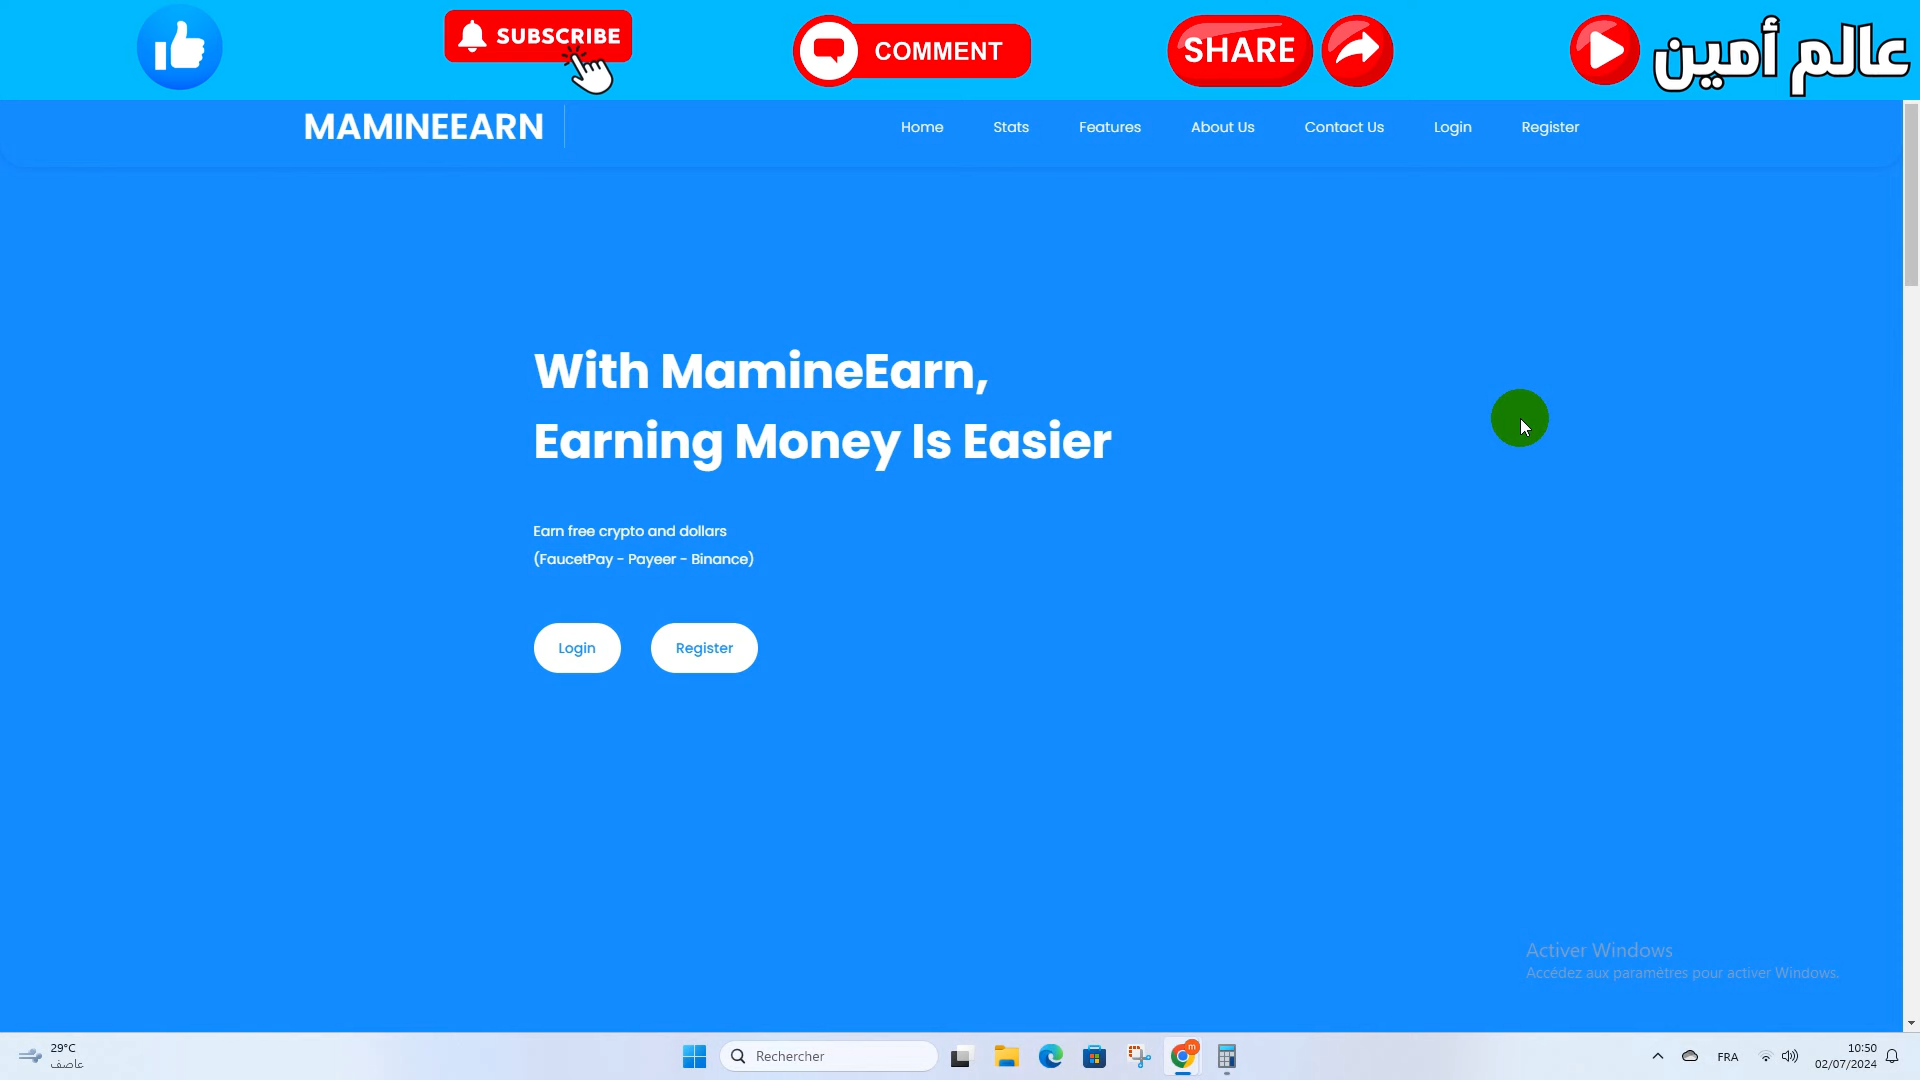 SUBSCRIBE
COMMENT
SHARE
عالم أمين
MAMINEEARN
Home
Stats
Features
About Us
Contact Us
Login
Register
With MamineEarn,
Earning Money Is Easier
Earn free crypto and dollars
(FaucetPay - Payeer - Binance)
Login
Register
Activer Windows
Accédez aux paramètres pour activer Windows.
29°C
عاصف
Rechercher
m
FRA
10:50
02/07/2024